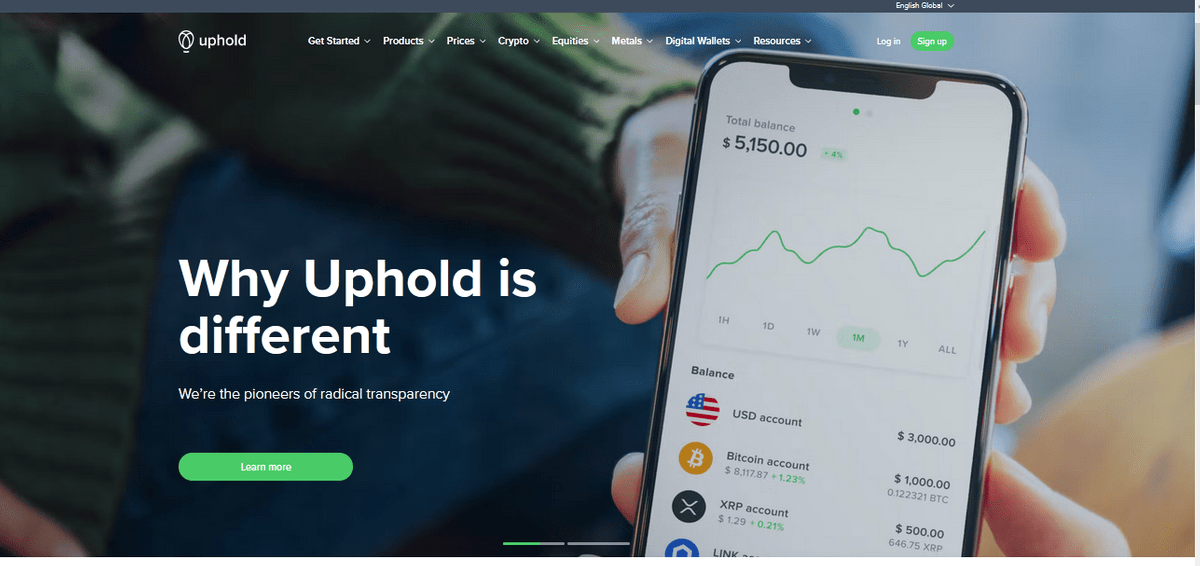 English Global
uphold
Get Started Products Prices Crypto Equities Metals Digital Wallets Resources Log in Sign up
Why Uphold is
different
We're the pioneers of radical transparency
Learn more
Total balance
$ 5,150.00 + 4%
1H 1D 1W 1M 1Y ALL
Balance
USD account $ 3,000.00
Bitcoin account $ 1,000.00
$ 8,117.87 +1.23% 0.122321 BTC
XRP account $ 500.00
$ 1.29 + 0.21% 646.75 XRP
LINK